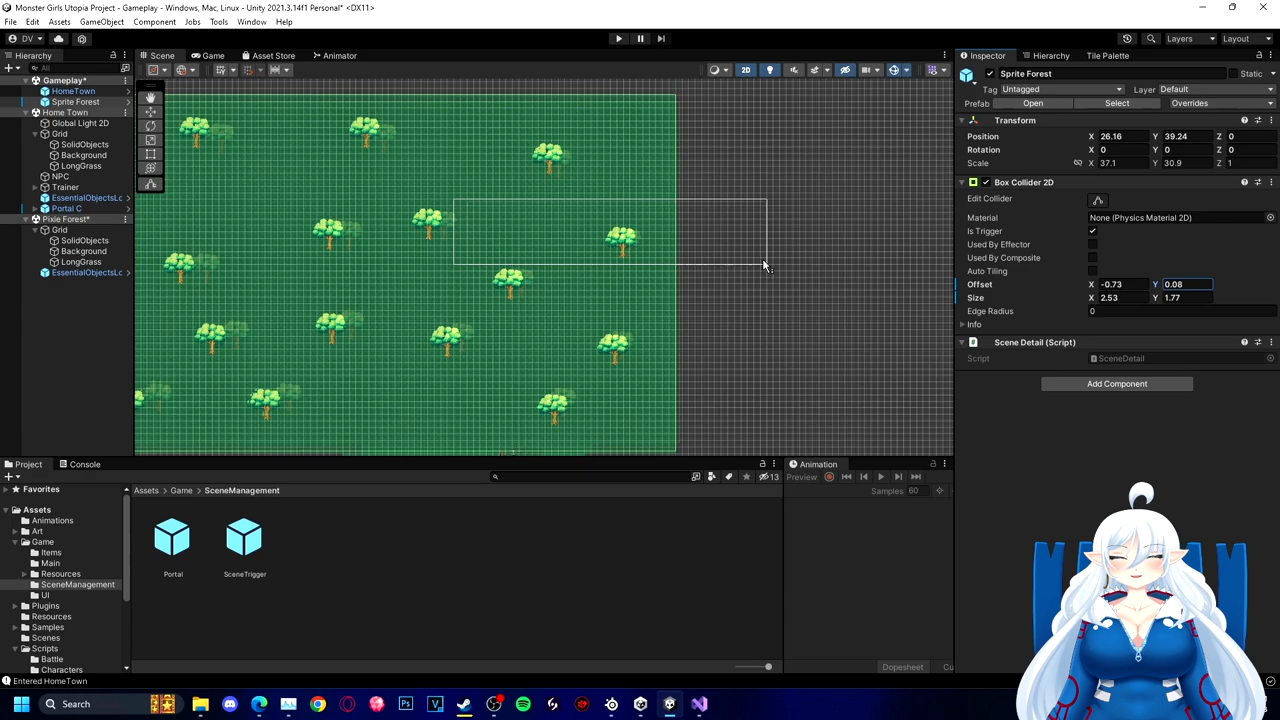 Monster Girls Utopia Project - Gameplay - Windows, Mac, Linux - Unity 2021.3.14f1 Personal* <DX11>
File Edit Assets GameObject Component Jobs Tools Window Help
DV Layers Layout
Hierarchy Scene Game Asset Store Animator Inspector Hierarchy Tile Palette
All 2D
Gameplay*
HomeTown
Sprite Forest
Home Town
Global Light 2D
Grid
SolidObjects
Background
LongGrass
NPC
Trainer
EssentialObjectsLo
Portal C
Pixie Forest*
Grid
SolidObjects
Background
LongGrass
EssentialObjectsLo
Sprite Forest Static
Tag Untagged Layer Default
Prefab Open Select Overrides
Transform
Position X 26.16 Y 39.24 Z 0
Rotation X 0 Y 0 Z 0
Scale X 37.1 Y 30.9 Z 1
Box Collider 2D
Edit Collider
Material None (Physics Material 2D)
Is Trigger
Used By Effector
Used By Composite
Auto Tiling
Offset X -0.73 Y 0.08
Size X 2.53 Y 1.77
Edge Radius 0
Info
Scene Detail (Script)
Script SceneDetail
Add Component
Project Console
13
Favorites
Assets
Animations
Art
Game
Items
Main
Resources
SceneManagement
UI
Plugins
Resources
Samples
Scenes
Scripts
Battle
Characters
Assets > Game > SceneManagement
Portal SceneTrigger
Animation
Preview
Samples 60
Dopesheet Cu
Entered HomeTown
Search